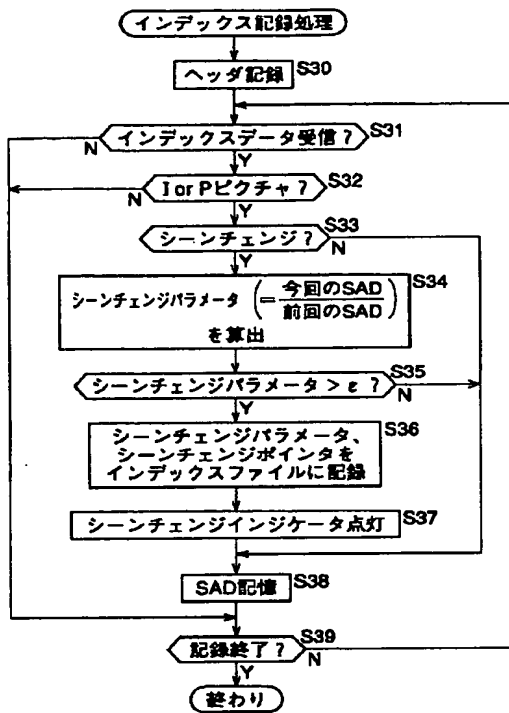 インデックス記録処理
ヘッダ記録
S30
インデックスデータ受信？
S31
N
Y
I or Pピクチャ？
S32
N
Y
シーンチェンジ？
S33
N
Y
シーンチェンジパラメータ(=今回のSAD/前回のSAD)
を算出
S34
シーンチェンジパラメータ>ε？
S35
N
Y
シーンチェンジパラメータ、
シーンチェンジポインタを
インデックスファイルに記録
S36
シーンチェンジインジケータ点灯
S37
SAD記憶
S38
記録終了？
S39
N
Y
終わり